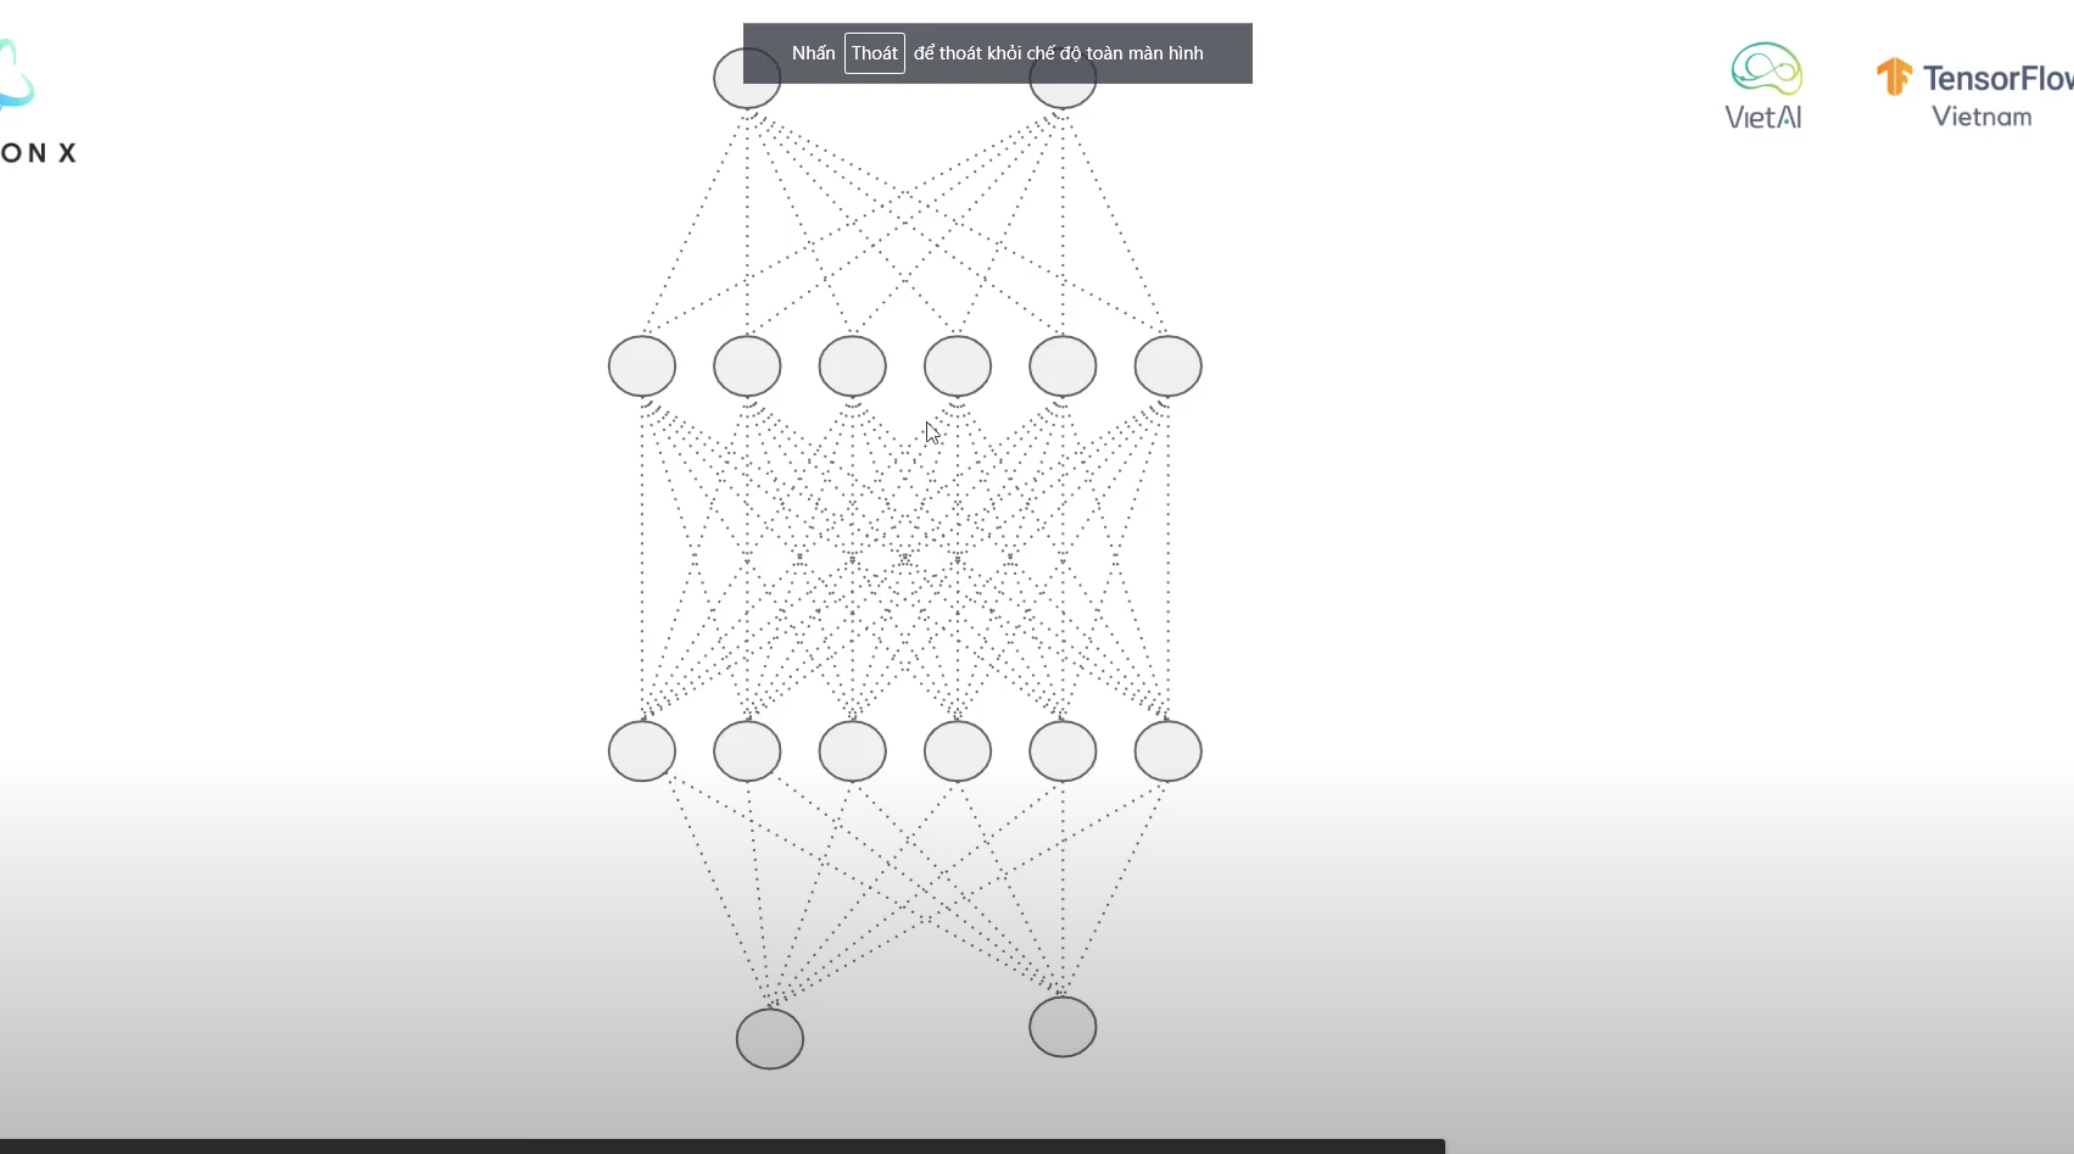 Nhấn Thoát để thoát khỏi chế độ toàn màn hình
ON X
VietAI
TensorFlow
Vietnam